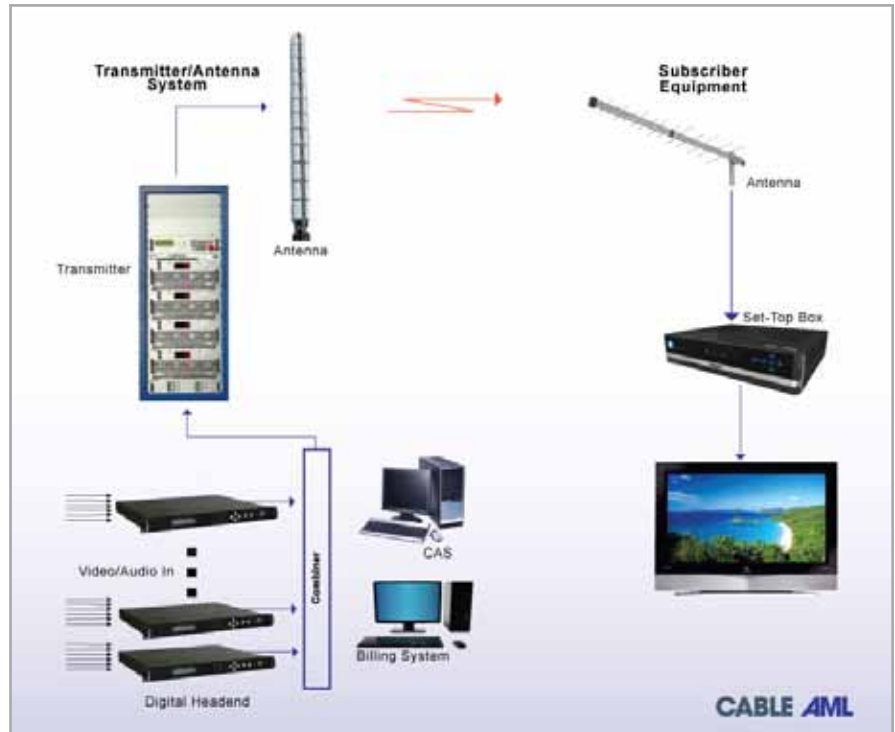 Transmitter/Antenna
System
Subscriber
Equipment
Antenna
Antenna
Transmitter
Set-Top Box
CAS
Video/Audio In
Combiner
Billing System
Digital Headend
CABLE AML